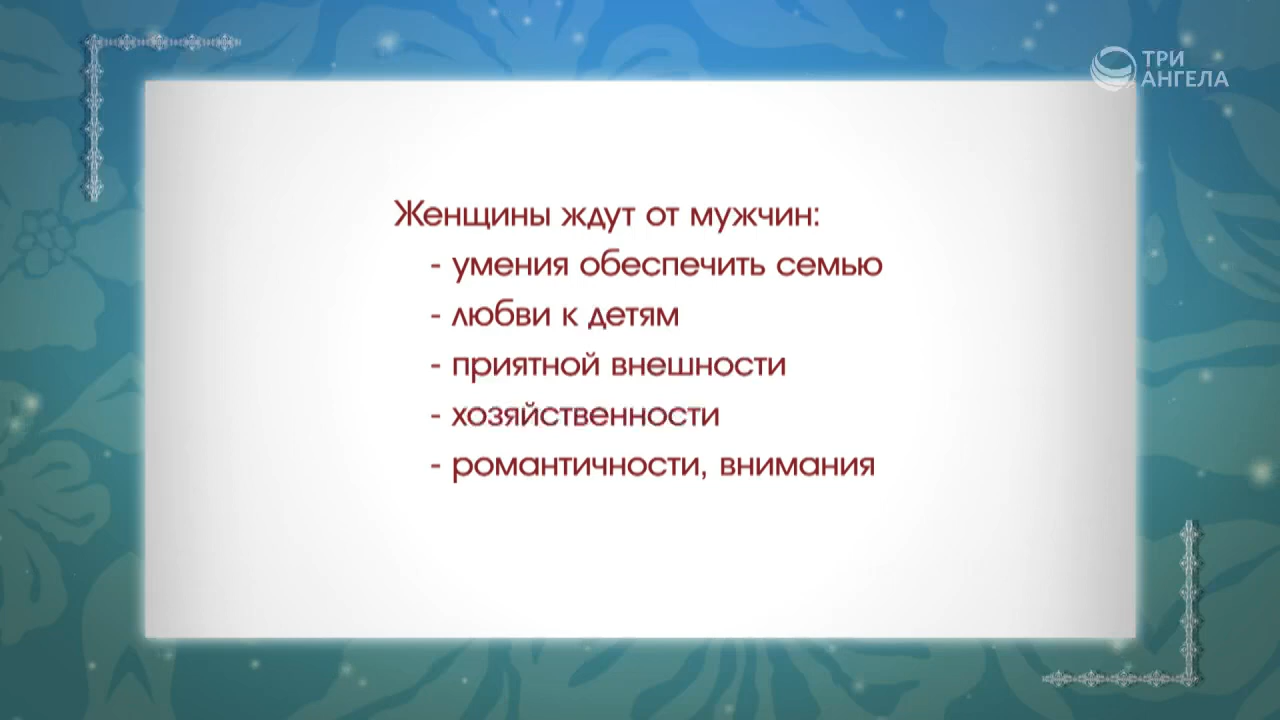 ТРИ
АНГЕЛА
Женщины ждут от мужчин:
- умения обеспечить семью
- любви к детям
- приятной внешности
- хозяйственности
- романтичности, внимания